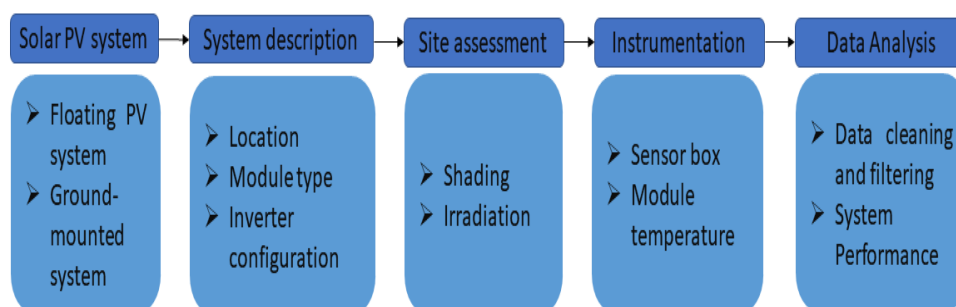 Solar PV system
System description
Site assessment
Instrumentation
Data Analysis
➢ Floating PV
system
➢ Ground-
mounted
system
➢ Location
➢ Module type
➢ Inverter
configuration
➢ Shading
➢ Irradiation
➢ Sensor box
➢ Module
temperature
➢ Data cleaning
and filtering
➢ System
Performance